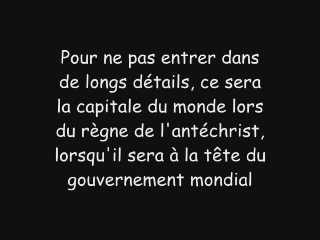 Pour ne pas entrer dans
de longs détails, ce sera
la capitale du monde lors
du règne de l'antéchrist,
lorsqu'il sera à la tête du
gouvernement mondial